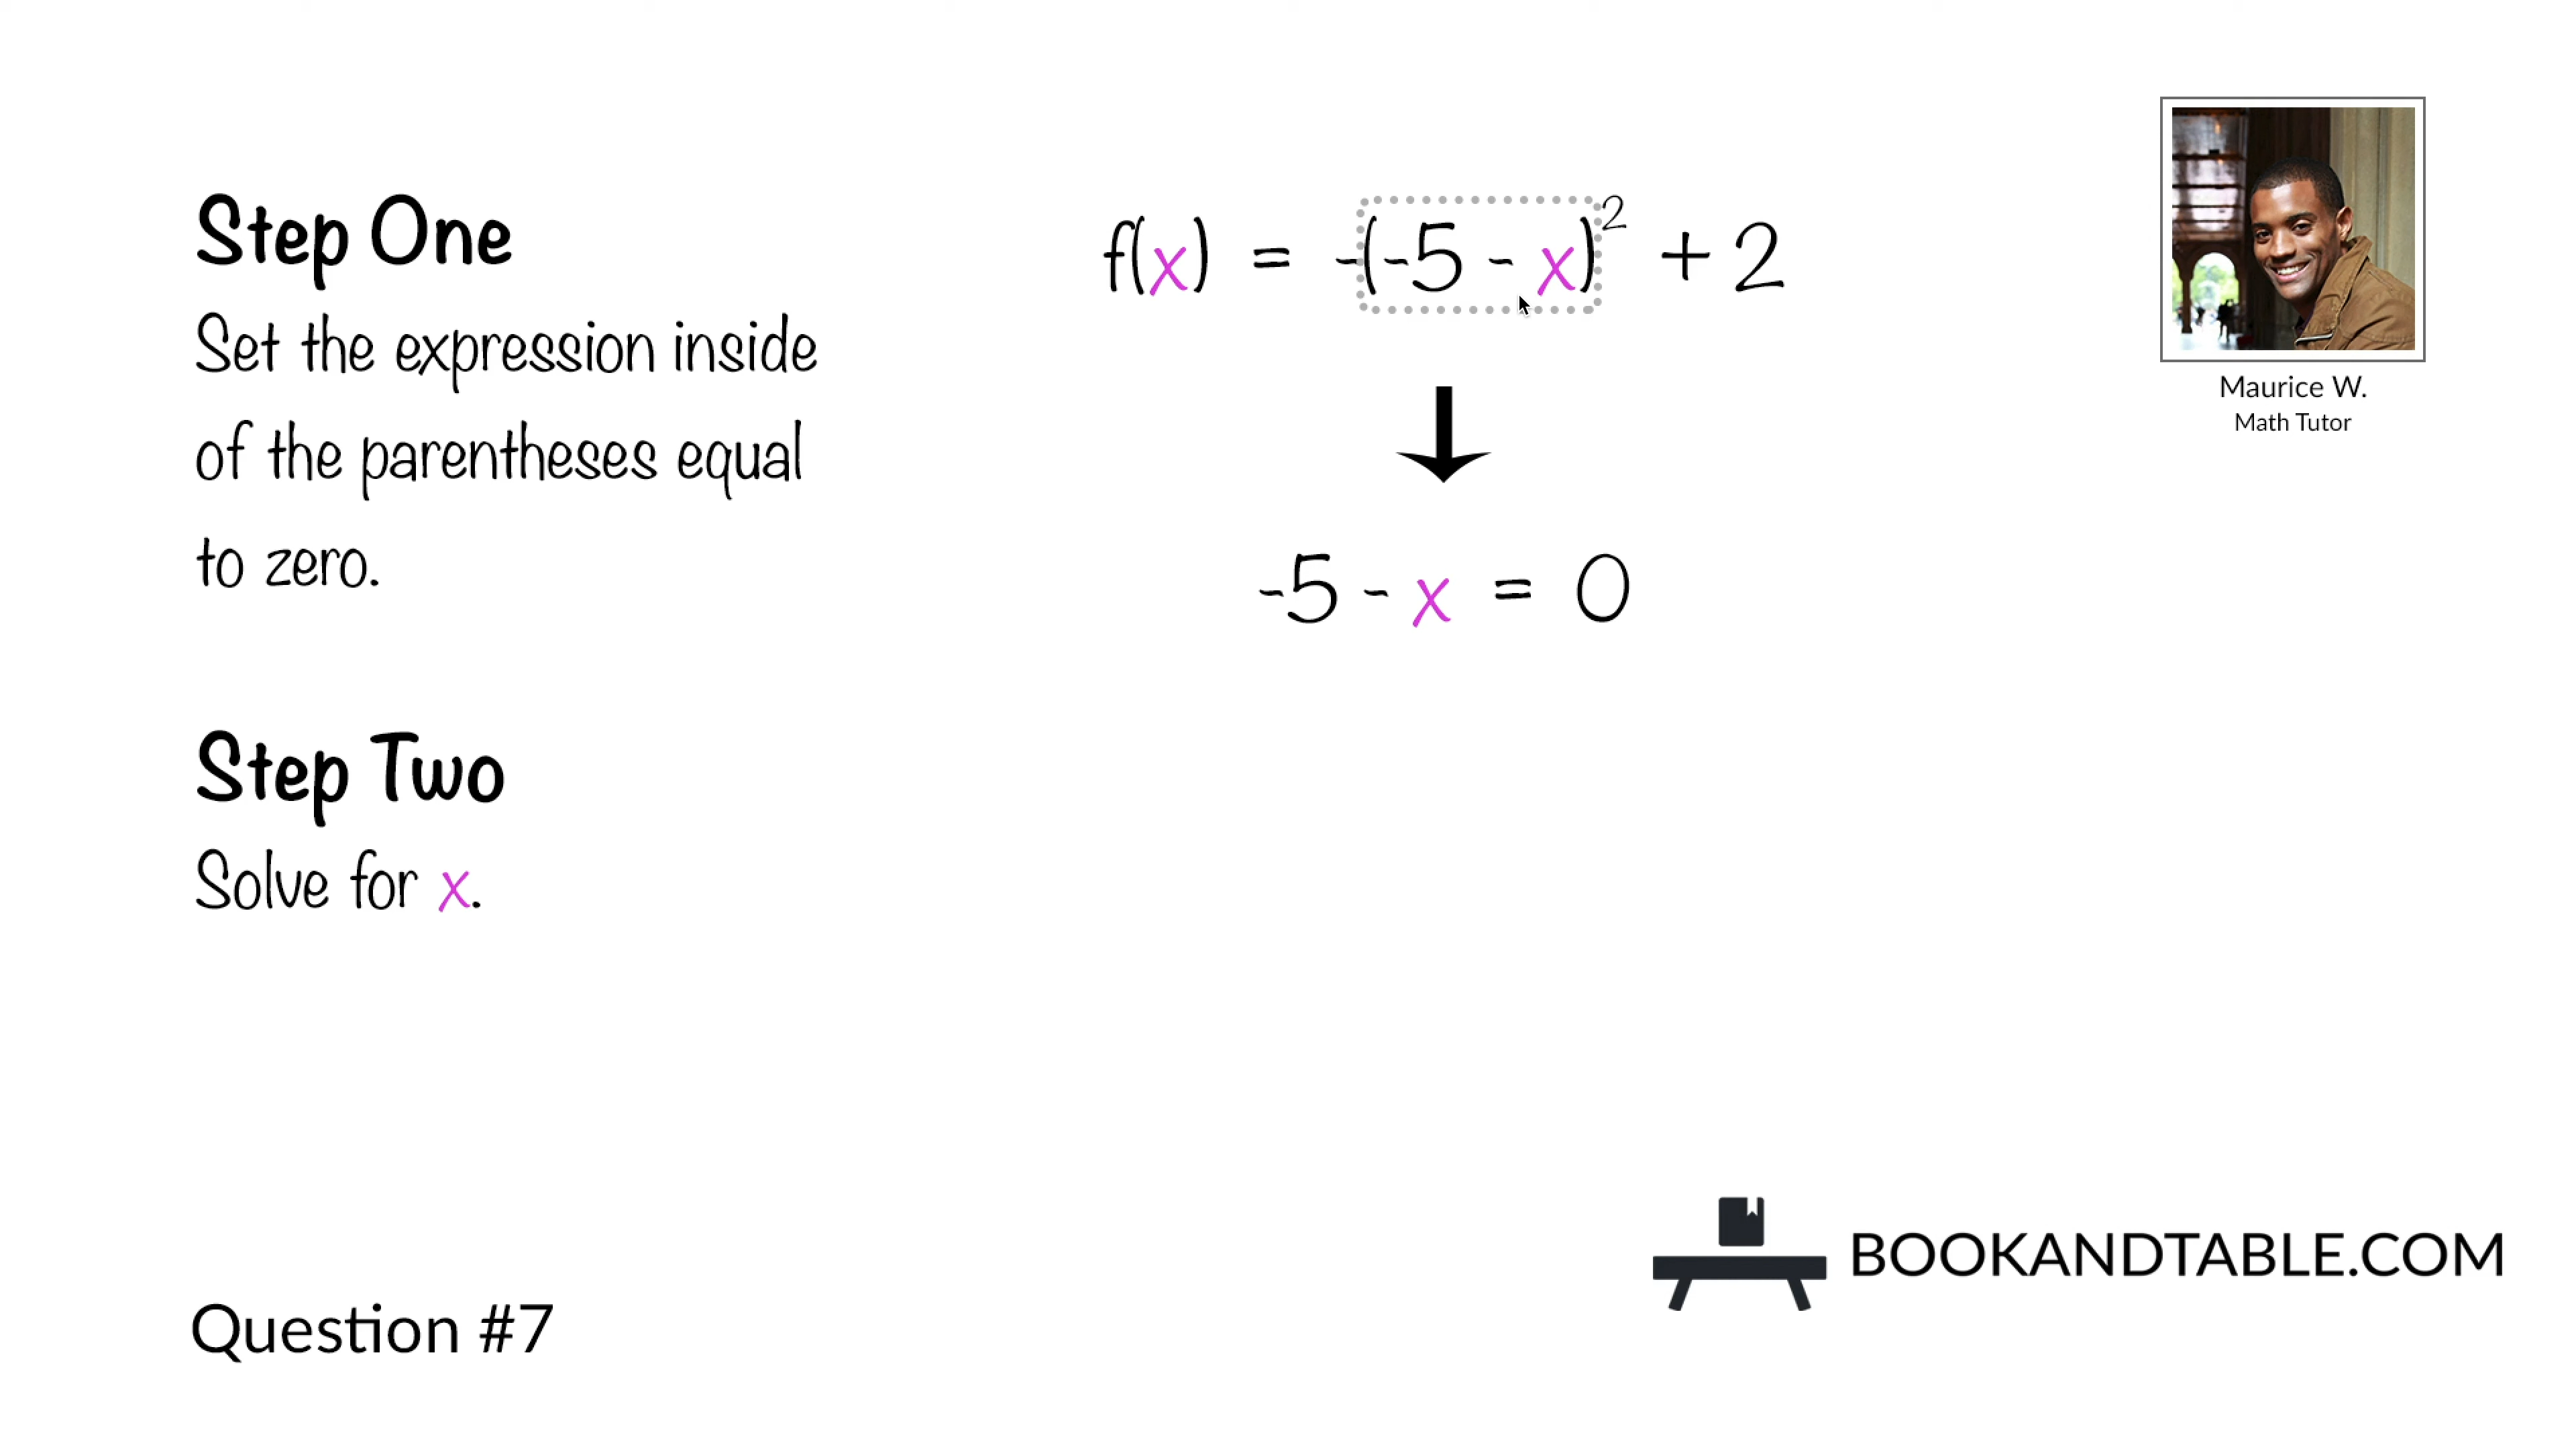 Step One
Set the expression inside
of the parentheses equal
to zero.
f(x) = -(-5 - x)² + 2
-5 - x = 0
Maurice W.
Math Tutor
Step Two
Solve for x.
Question #7
BOOKANDTABLE.COM